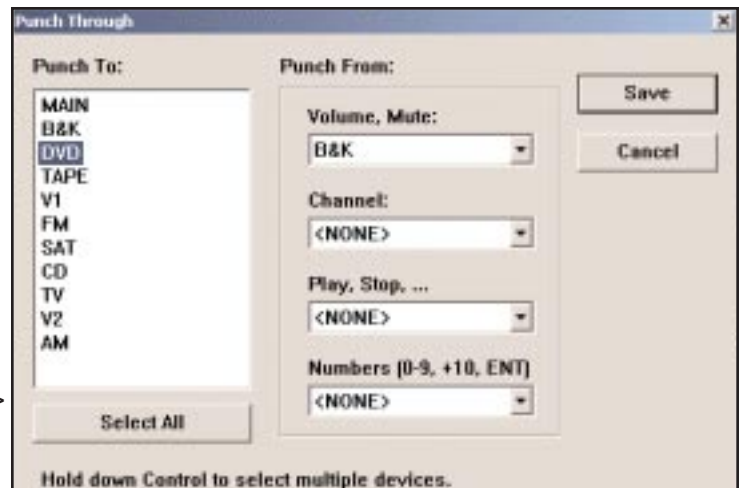 Punch Through
Punch To:
MAIN
B&K
DVD
TAPE
V1
FM
SAT
CD
TV
V2
AM
Select All
Punch From:
Volume, Mute:
B&K
Channel:
<NONE>
Play, Stop, ...
<NONE>
Numbers (0-9, +10, ENT)
<NONE>
Save
Cancel
Hold down Control to select multiple devices.